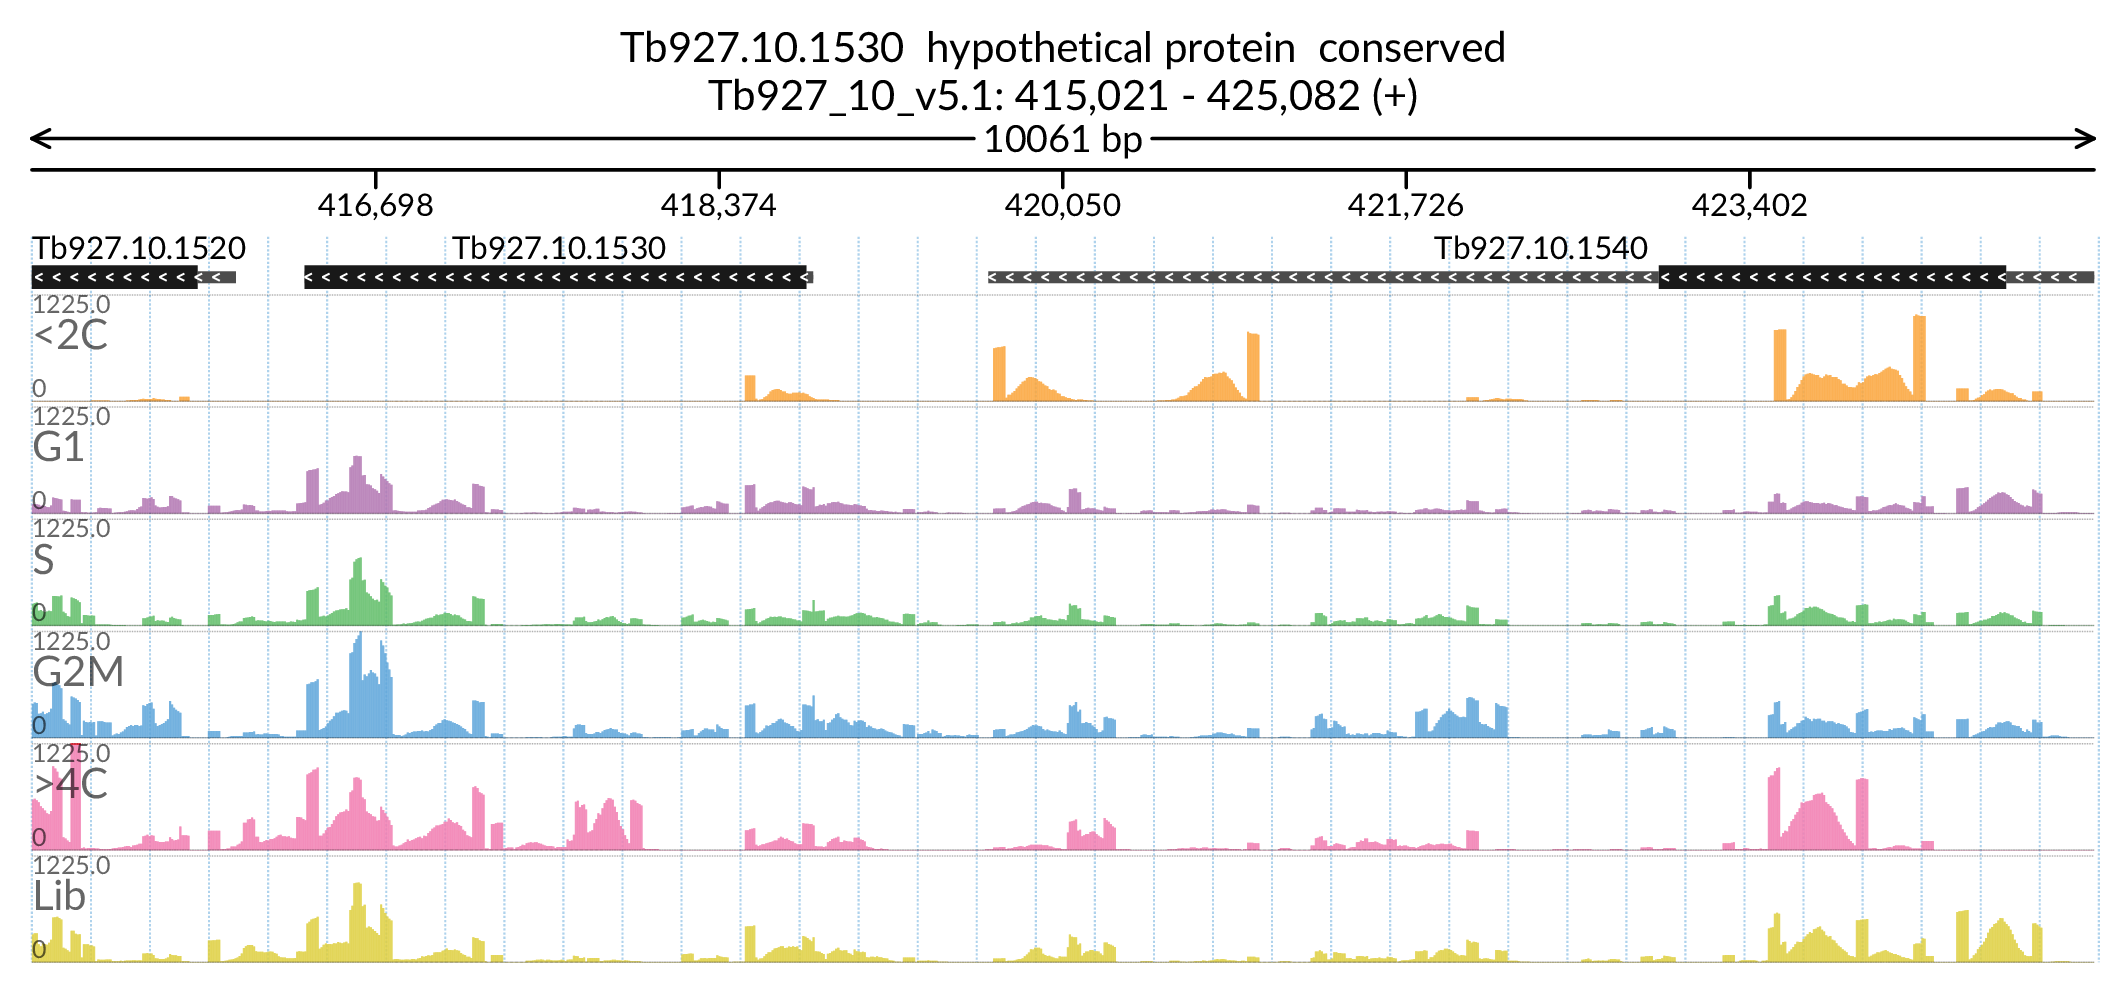 Tb927.10.1530  hypothetical protein  conserved
Tb927_10_v5.1: 415,021 - 425,082 (+)
10061 bp
416,698 418,374 420,050 421,726 423,402
Tb927.10.1520 Tb927.10.1530 Tb927.10.1540
1225.0
<2C
0
1225.0
G1
0
1225.0
S
0
1225.0
G2M
0
1225.0
>4C
0
1225.0
Lib
0